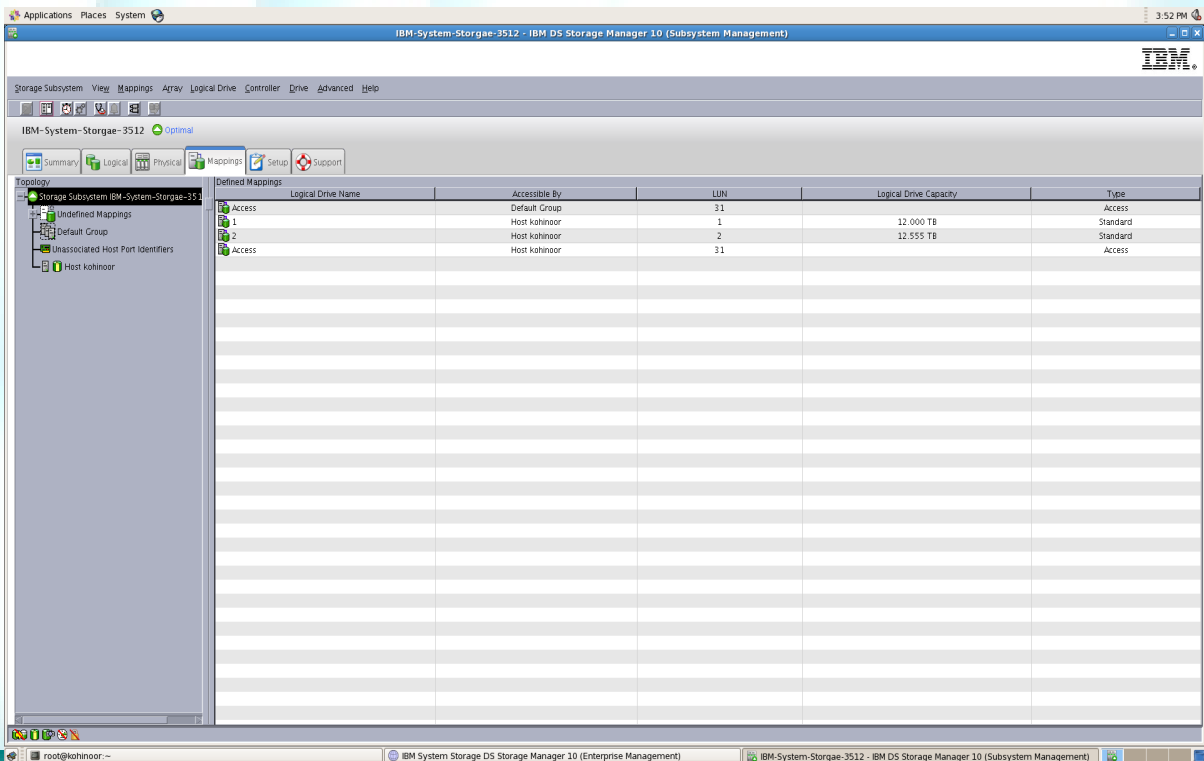 Applications Places System 3:52 PM
IBM-System-Storgae-3512 - IBM DS Storage Manager 10 (Subsystem Management)
IBM
Storage Subsystem View Mappings Array Logical Drive Controller Drive Advanced Help
IBM-System-Storgae-3512 Optimal
Summary Logical Physical Mappings Setup Support
Topology
Storage Subsystem IBM-System-Storgae-351
Undefined Mappings
Default Group
Unassociated Host Port Identifiers
Host kohinoor
Defined Mappings
Logical Drive Name Accessible By LUN Logical Drive Capacity Type
Access Default Group 31 Access
1 Host kohinoor 1 12.000 TB Standard
2 Host kohinoor 2 12.555 TB Standard
Access Host kohinoor 31 Access
root@kohinoor:~ IBM System Storage DS Storage Manager 10 (Enterprise Management) IBM-System-Storgae-3512 - IBM DS Storage Manager 10 (Subsystem Management)